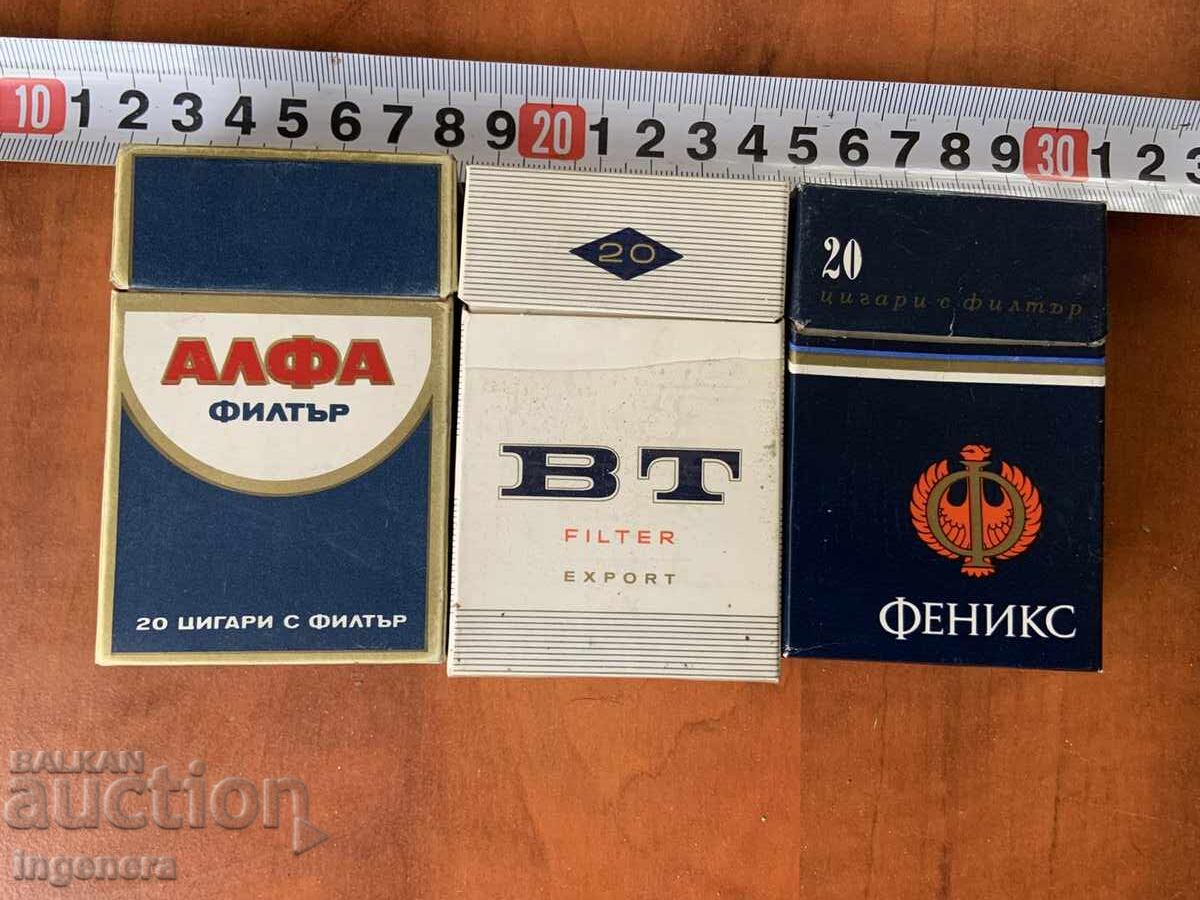 10 1 2 3 4 5 6 7 8 9 20 1 2 3 4 5 6 7 8 9 30 1 2 3
АЛФА
ФИЛТЪР
20 ЦИГАРИ С ФИЛТЪР
20
BT
FILTER
EXPORT
20
цигари с филтър
ФЕНИКС
BALKAN
auction
ingenera